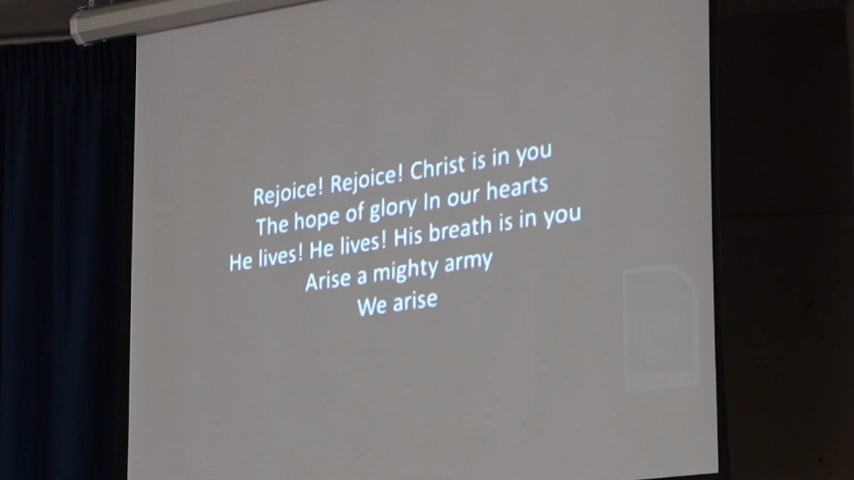 Rejoice! Rejoice! Christ is in you
The hope of glory In our hearts
He lives! He lives! His breath is in you
Arise a mighty army
We arise